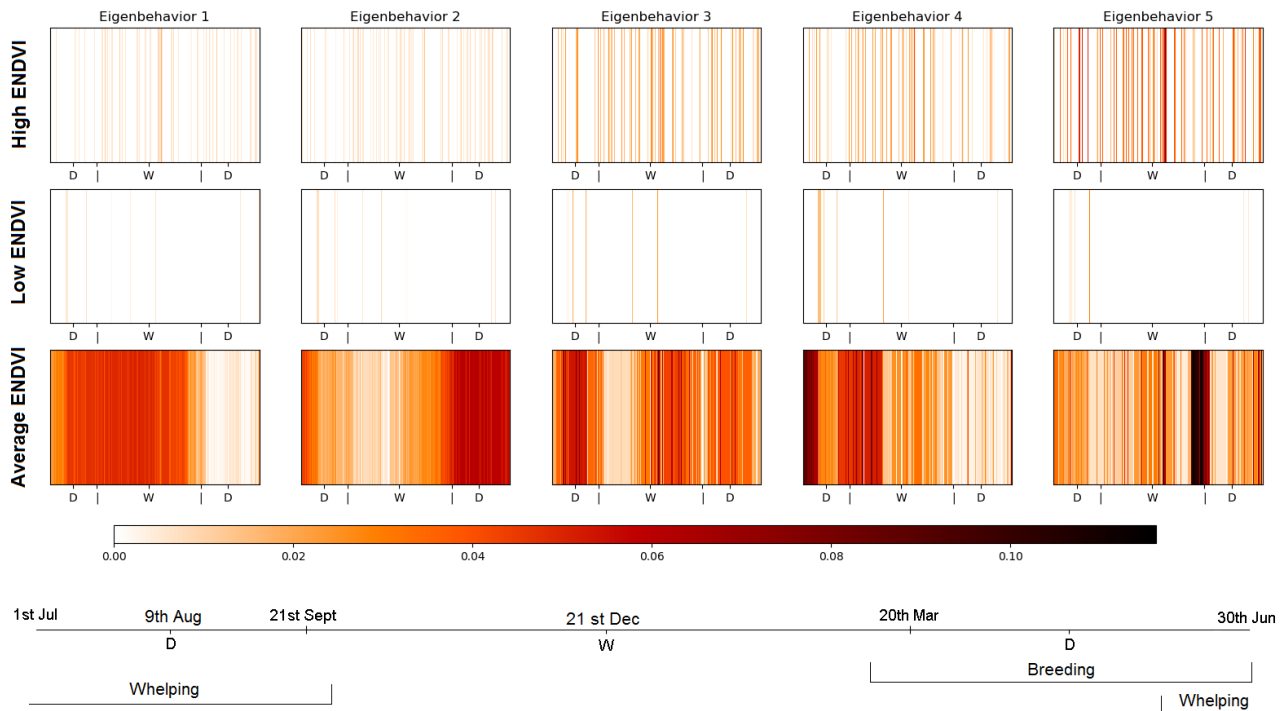 Eigenbehavior 1 Eigenbehavior 2 Eigenbehavior 3 Eigenbehavior 4 Eigenbehavior 5
High ENDVI
D | W | D D | W | D D | W | D D | W | D D | W | D
Low ENDVI
D | W | D D | W | D D | W | D D | W | D D | W | D
Average ENDVI
D | W | D D | W | D D | W | D D | W | D D | W | D
0.00 0.02 0.04 0.06 0.08 0.10
1st Jul 9th Aug 21st Sept 21 st Dec 20th Mar 30th Jun
D W D
Breeding
Whelping Whelping